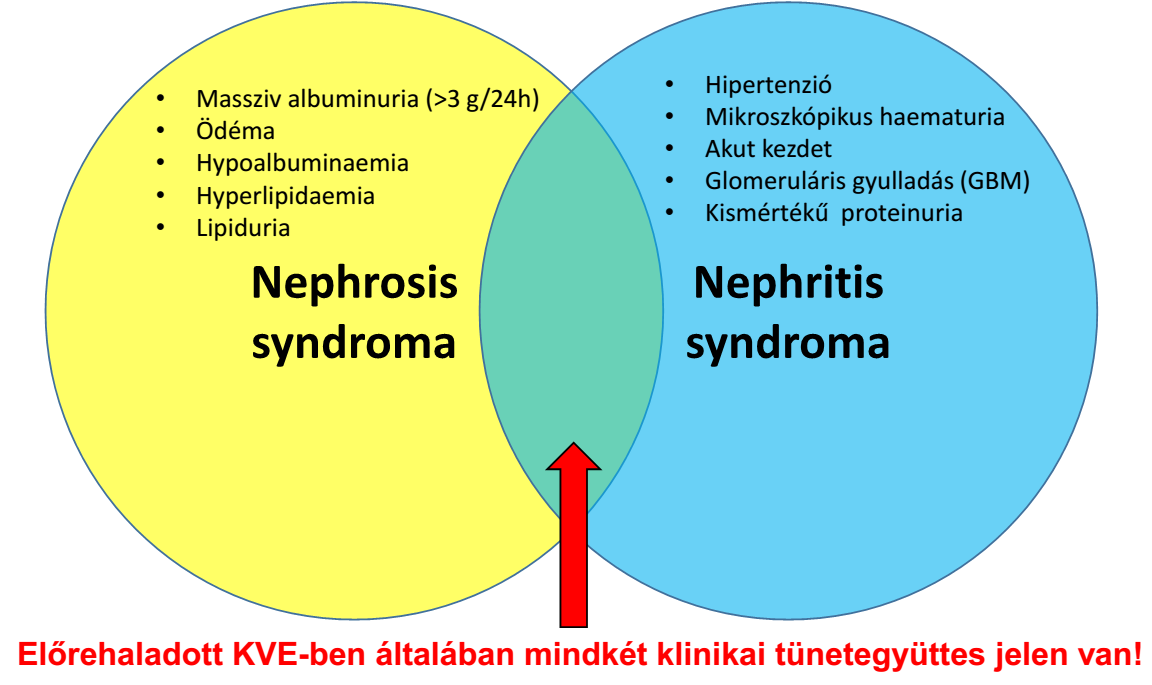 • Massziv albuminuria (>3 g/24h)
• Ödéma
• Hypoalbuminaemia
• Hyperlipidaemia
• Lipiduria
Nephrosis
syndroma
• Hipertenzió
• Mikroszkópikus haematuria
• Akut kezdet
• Glomeruláris gyulladás (GBM)
• Kismértékű proteinuria
Nephritis
syndroma
Előrehaladott KVE-ben általában mindkét klinikai tünetegyüttes jelen van!